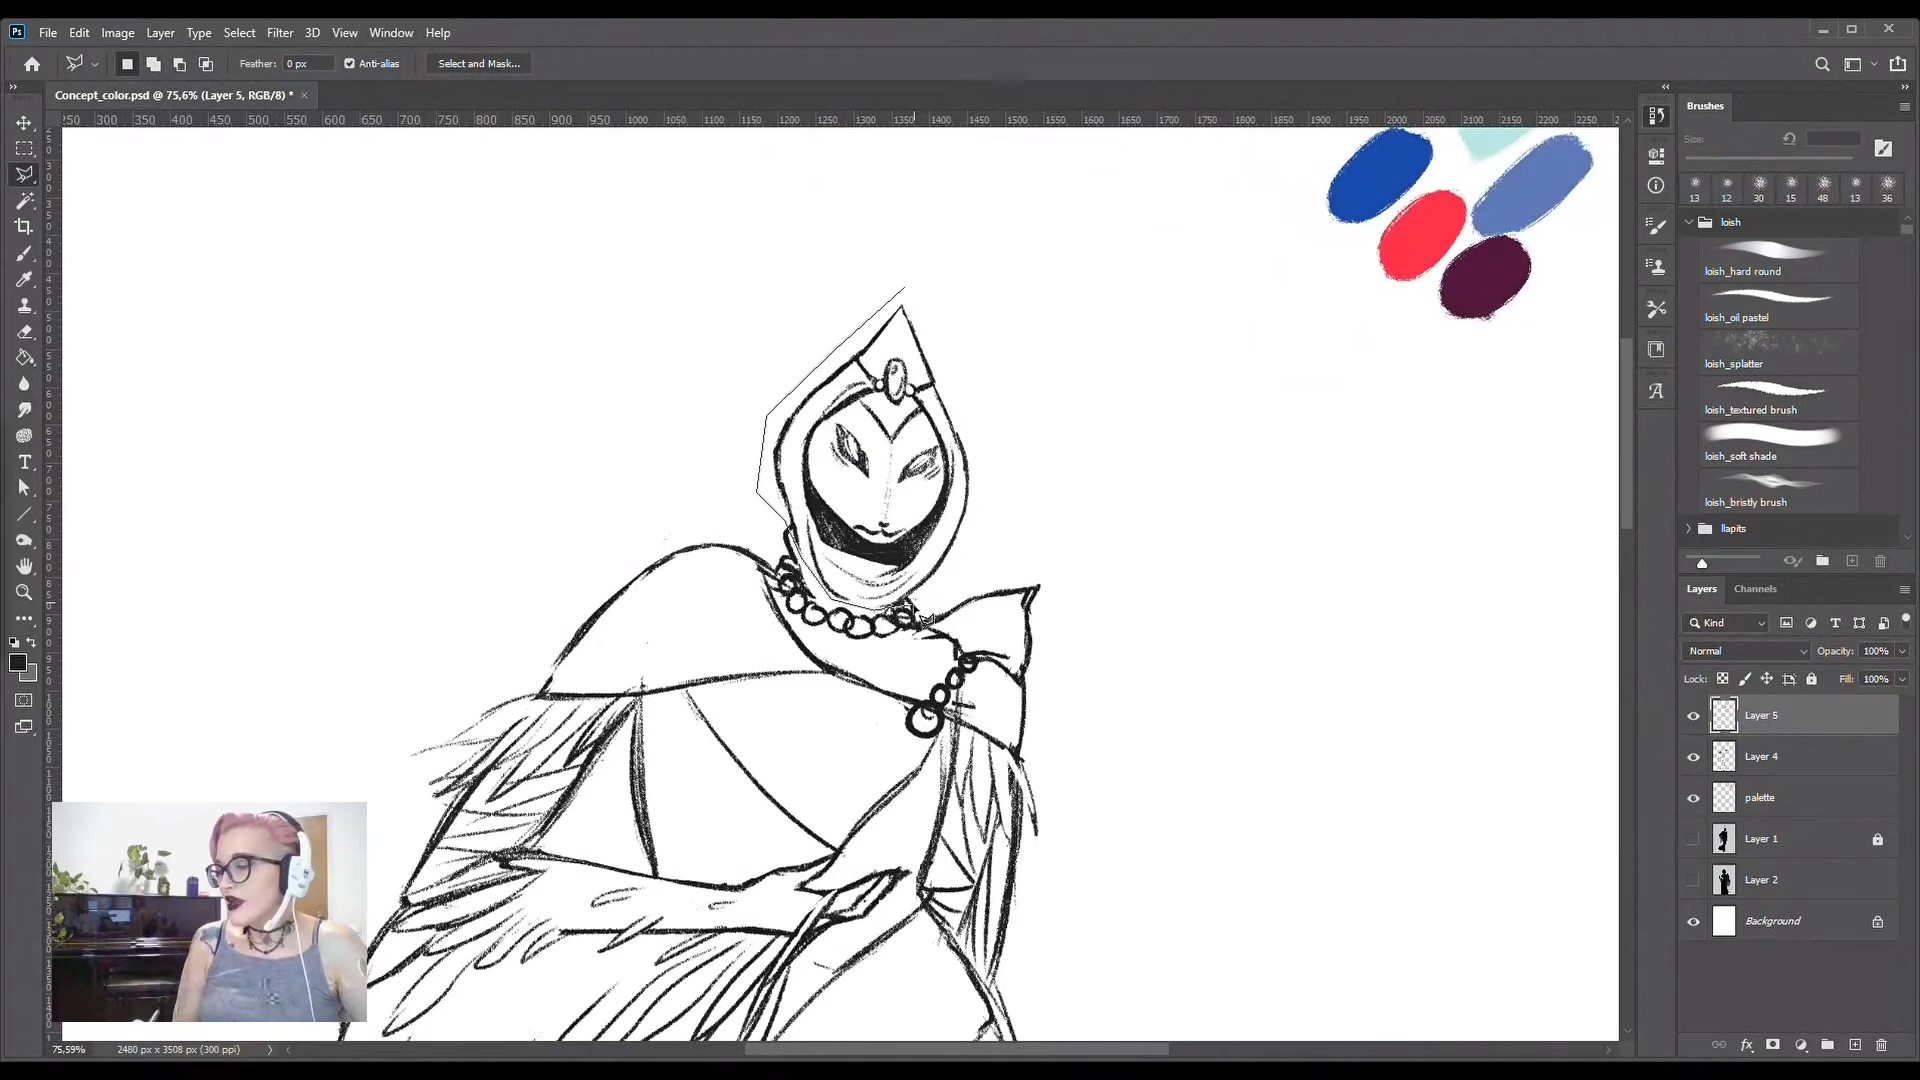 Ps File Edit Image Layer Type Select Filter 3D View Window Help
Feather: 0 px Anti-alias Select and Mask...
Concept_color.psd @ 75,6% (Layer 5, RGB/8) *
300 350 400 450 500 550 600 650 700 750 800 850 900 950 1000 1050 1100 1150 1200 1250 1300 1350 1400 1450 1500 1550 1600 1650 1700 1750 1800 1850 1900 1950 2000 2050 2100 2150 2200 2250
Brushes
Size:
13 12 30 15 48 13 36
loish
loish_hard round
loish_oil pastel
loish_splatter
loish_textured brush
loish_soft shade
loish_bristly brush
llapits
Layers Channels
Kind
Normal Opacity: 100%
Lock: Fill: 100%
Layer 5
Layer 4
palette
Layer 1
Layer 2
Background
75,59% 2480 px x 3508 px (300 ppi)